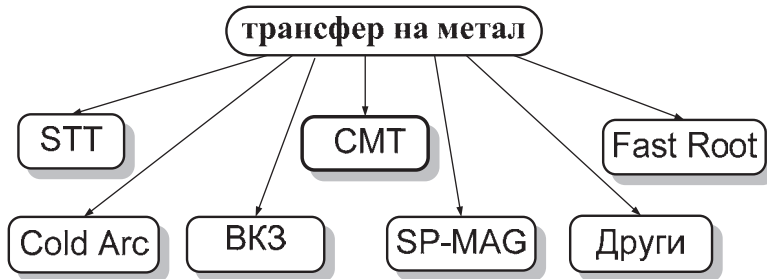 трансфер на метал
STT
CMT
Fast Root
Cold Arc
ВКЗ
SP-MAG
Други